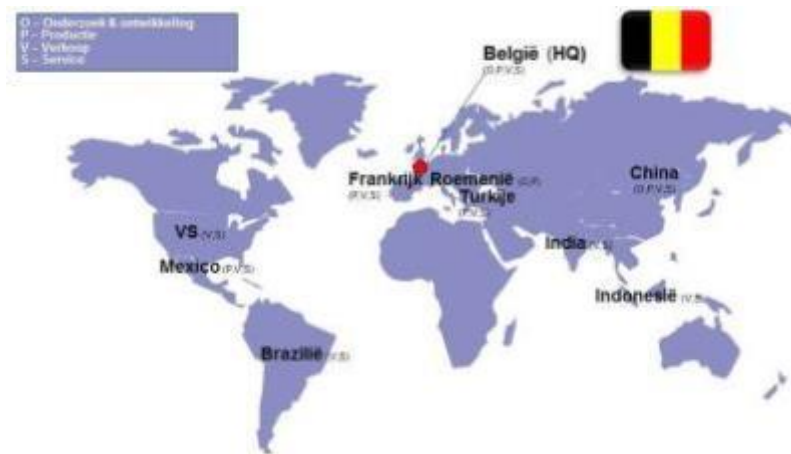 O – Onderzoek & ontwikkeling
P – Productie
V – Verkoop
S – Service
België (HQ)
(O,P,V,S)
Frankrijk
(P,V,S)
Roemenië (O,P)
Turkije
(P,V,S)
China
(O,P,V,S)
VS (V,S)
Mexico (P,V,S)
India (V,S)
Indonesië (V,S)
Brazilië (V,S)